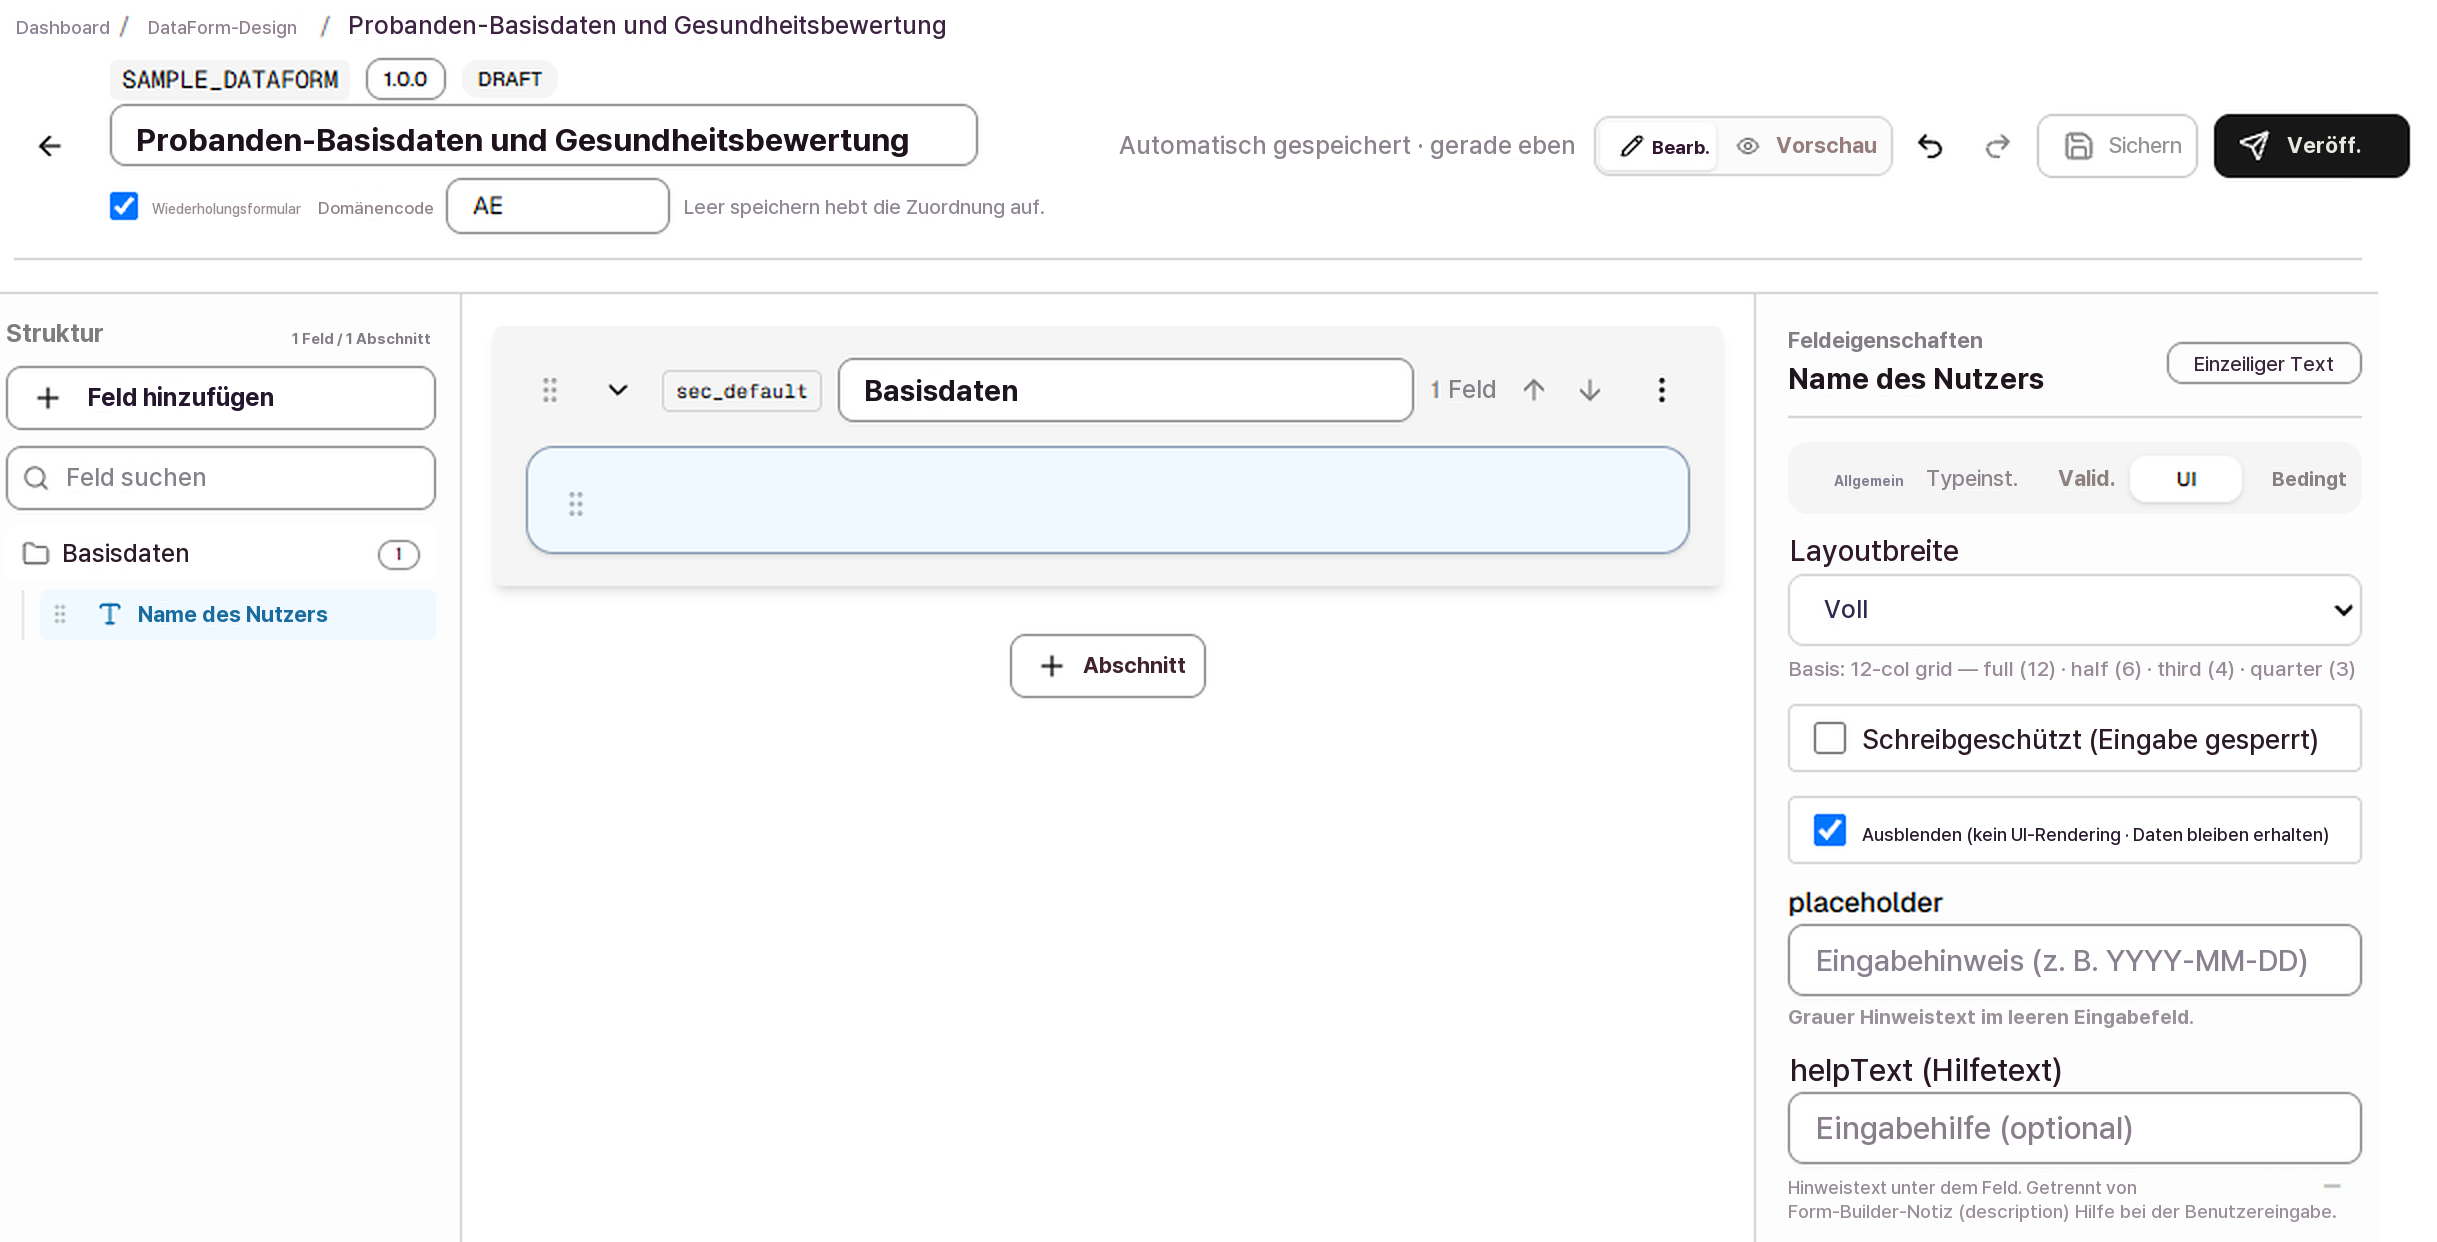 Dashboard / DataForm-Design / Probanden-Basisdaten und Gesundheitsbewertung
SAMPLE_DATAFORM 1.0.0 DRAFT
Probanden-Basisdaten und Gesundheitsbewertung
Automatisch gespeichert · gerade eben Bearb. Vorschau Sichern Veröff.
Wiederholungsformular Domänencode AE Leer speichern hebt die Zuordnung auf.
Struktur 1 Feld / 1 Abschnitt
Feld hinzufügen
Feld suchen
Basisdaten 1
Name des Nutzers
sec_default Basisdaten 1 Feld
Abschnitt
Feldeigenschaften
Name des Nutzers Einzeiliger Text
Allgemein Typeinst. Valid. UI Bedingt
Layoutbreite
Voll
Basis: 12-col grid — full (12) · half (6) · third (4) · quarter (3)
Schreibgeschützt (Eingabe gesperrt)
Ausblenden (kein UI-Rendering · Daten bleiben erhalten)
placeholder
Eingabehinweis (z. B. YYYY-MM-DD)
Grauer Hinweistext im leeren Eingabefeld.
helpText (Hilfetext)
Eingabehilfe (optional)
Hinweistext unter dem Feld. Getrennt von
Form-Builder-Notiz (description) Hilfe bei der Benutzereingabe.